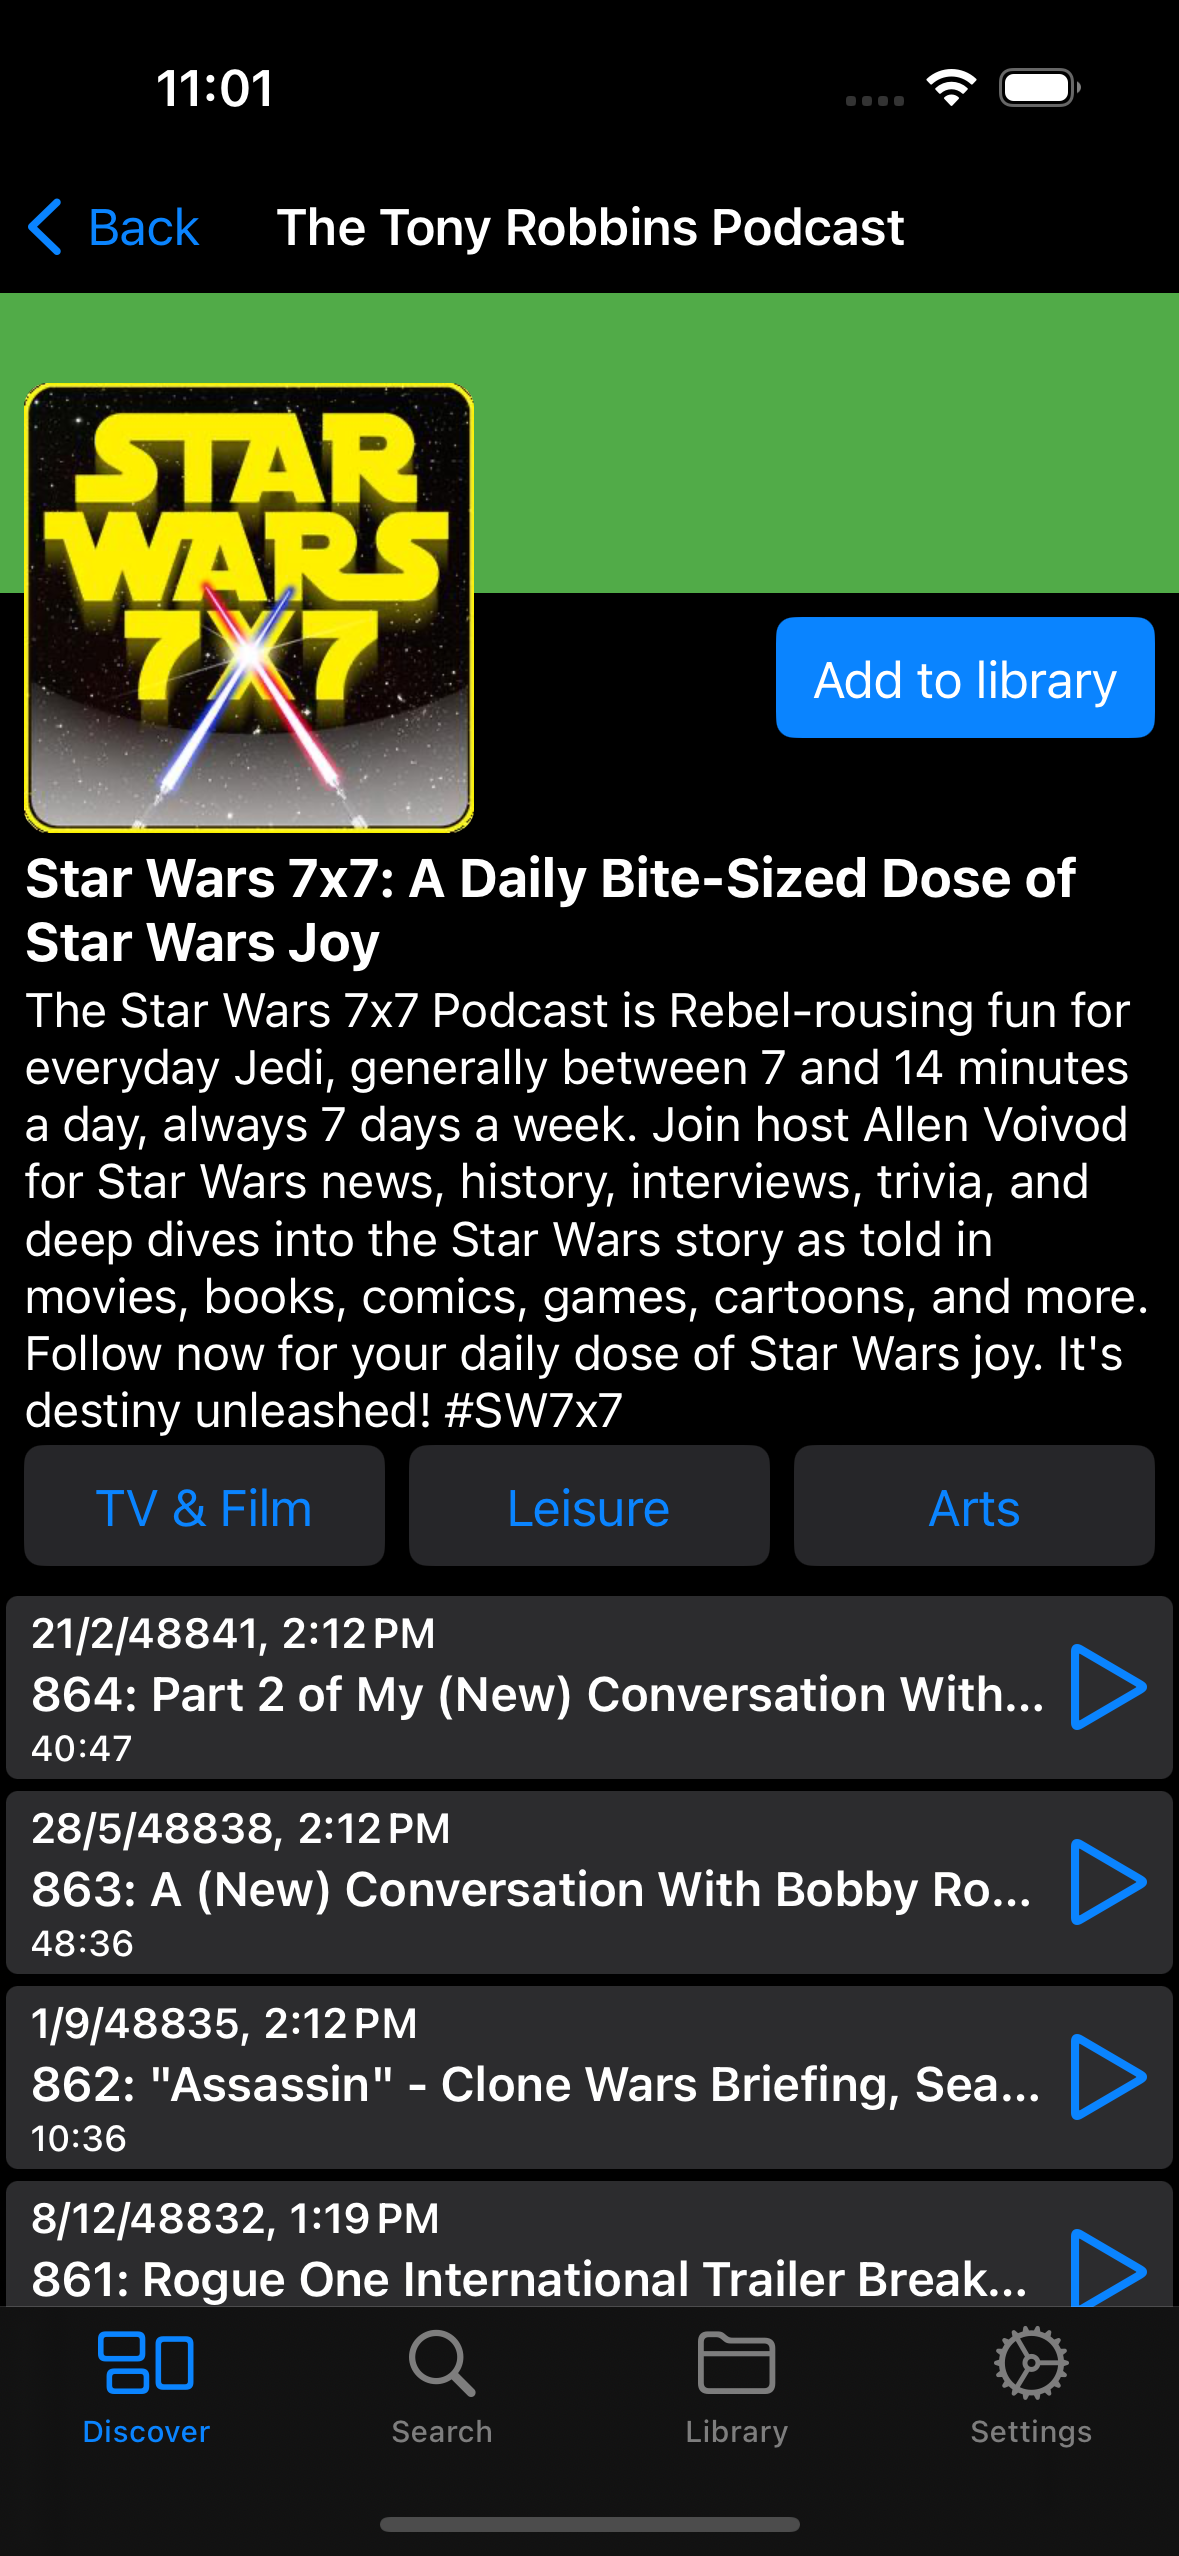 11:01
Back
The Tony Robbins Podcast
STAR
WARS
7X7
Add to library
Star Wars 7x7: A Daily Bite-Sized Dose of
Star Wars Joy
The Star Wars 7x7 Podcast is Rebel-rousing fun for
everyday Jedi, generally between 7 and 14 minutes
a day, always 7 days a week. Join host Allen Voivod
for Star Wars news, history, interviews, trivia, and
deep dives into the Star Wars story as told in
movies, books, comics, games, cartoons, and more.
Follow now for your daily dose of Star Wars joy. It's
destiny unleashed! #SW7x7
TV & Film
Leisure
Arts
21/2/48841, 2:12 PM
864: Part 2 of My (New) Conversation With...
40:47
28/5/48838, 2:12 PM
863: A (New) Conversation With Bobby Ro...
48:36
1/9/48835, 2:12 PM
862: "Assassin" - Clone Wars Briefing, Sea...
10:36
8/12/48832, 1:19 PM
861: Rogue One International Trailer Break...
Discover
Search
Library
Settings